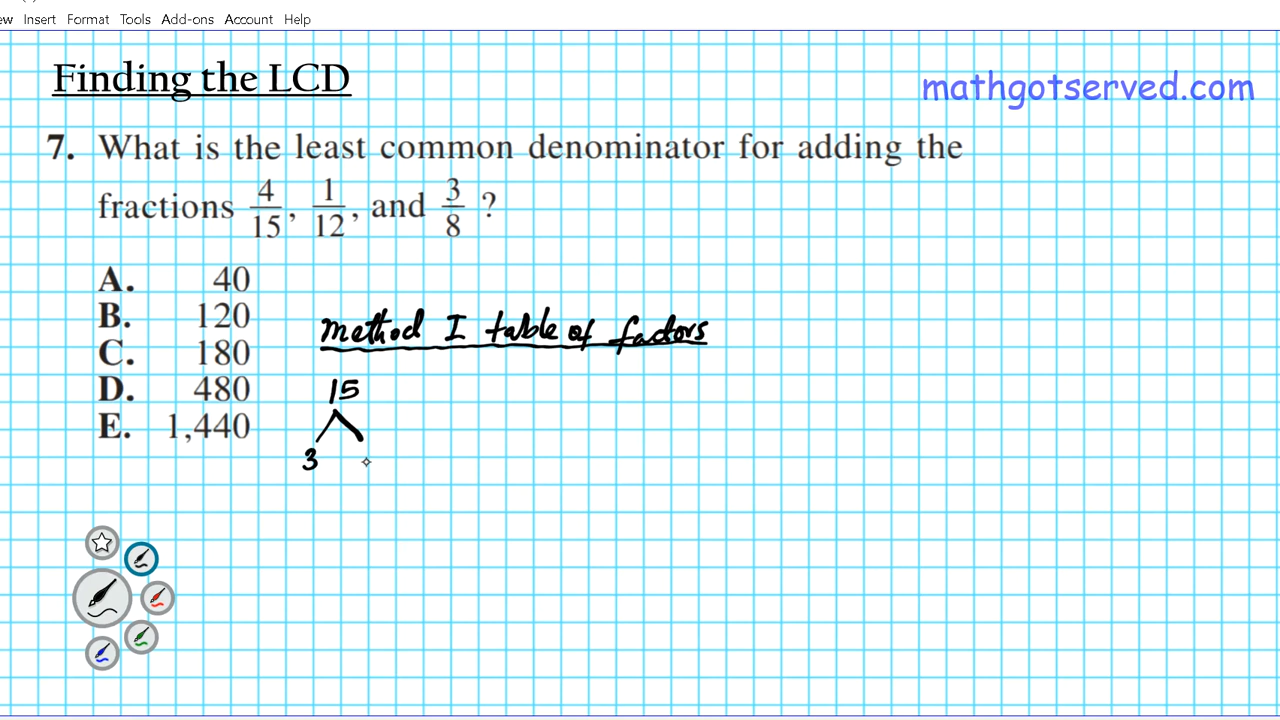 ew Insert Format Tools Add-ons Account Help
Finding the LCD
mathgotserved.com
7. What is the least common denominator for adding the
fractions 4/15, 1/12, and 3/8 ?
A. 40
B. 120
C. 180
D. 480
E. 1,440
method I table of factors
15
3